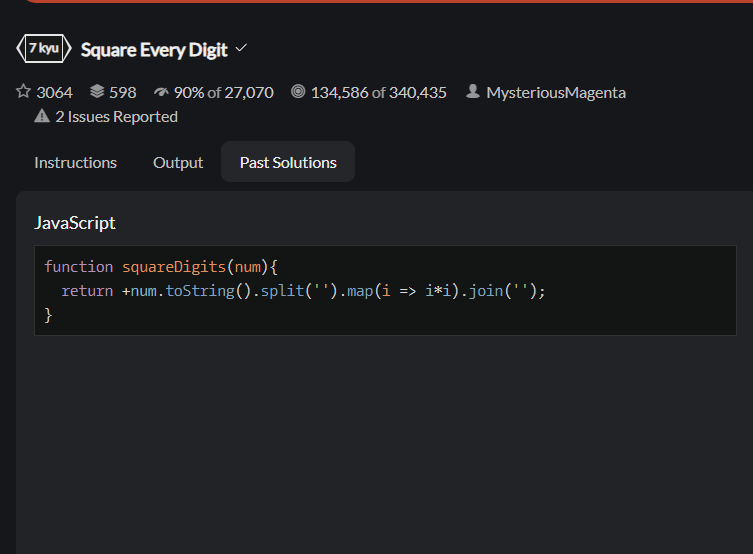 7 kyu Square Every Digit
3064 598 90% of 27,070 134,586 of 340,435 MysteriousMagenta
2 Issues Reported
Instructions Output Past Solutions
JavaScript
function squareDigits(num){
  return +num.toString().split('').map(i => i*i).join('');
}